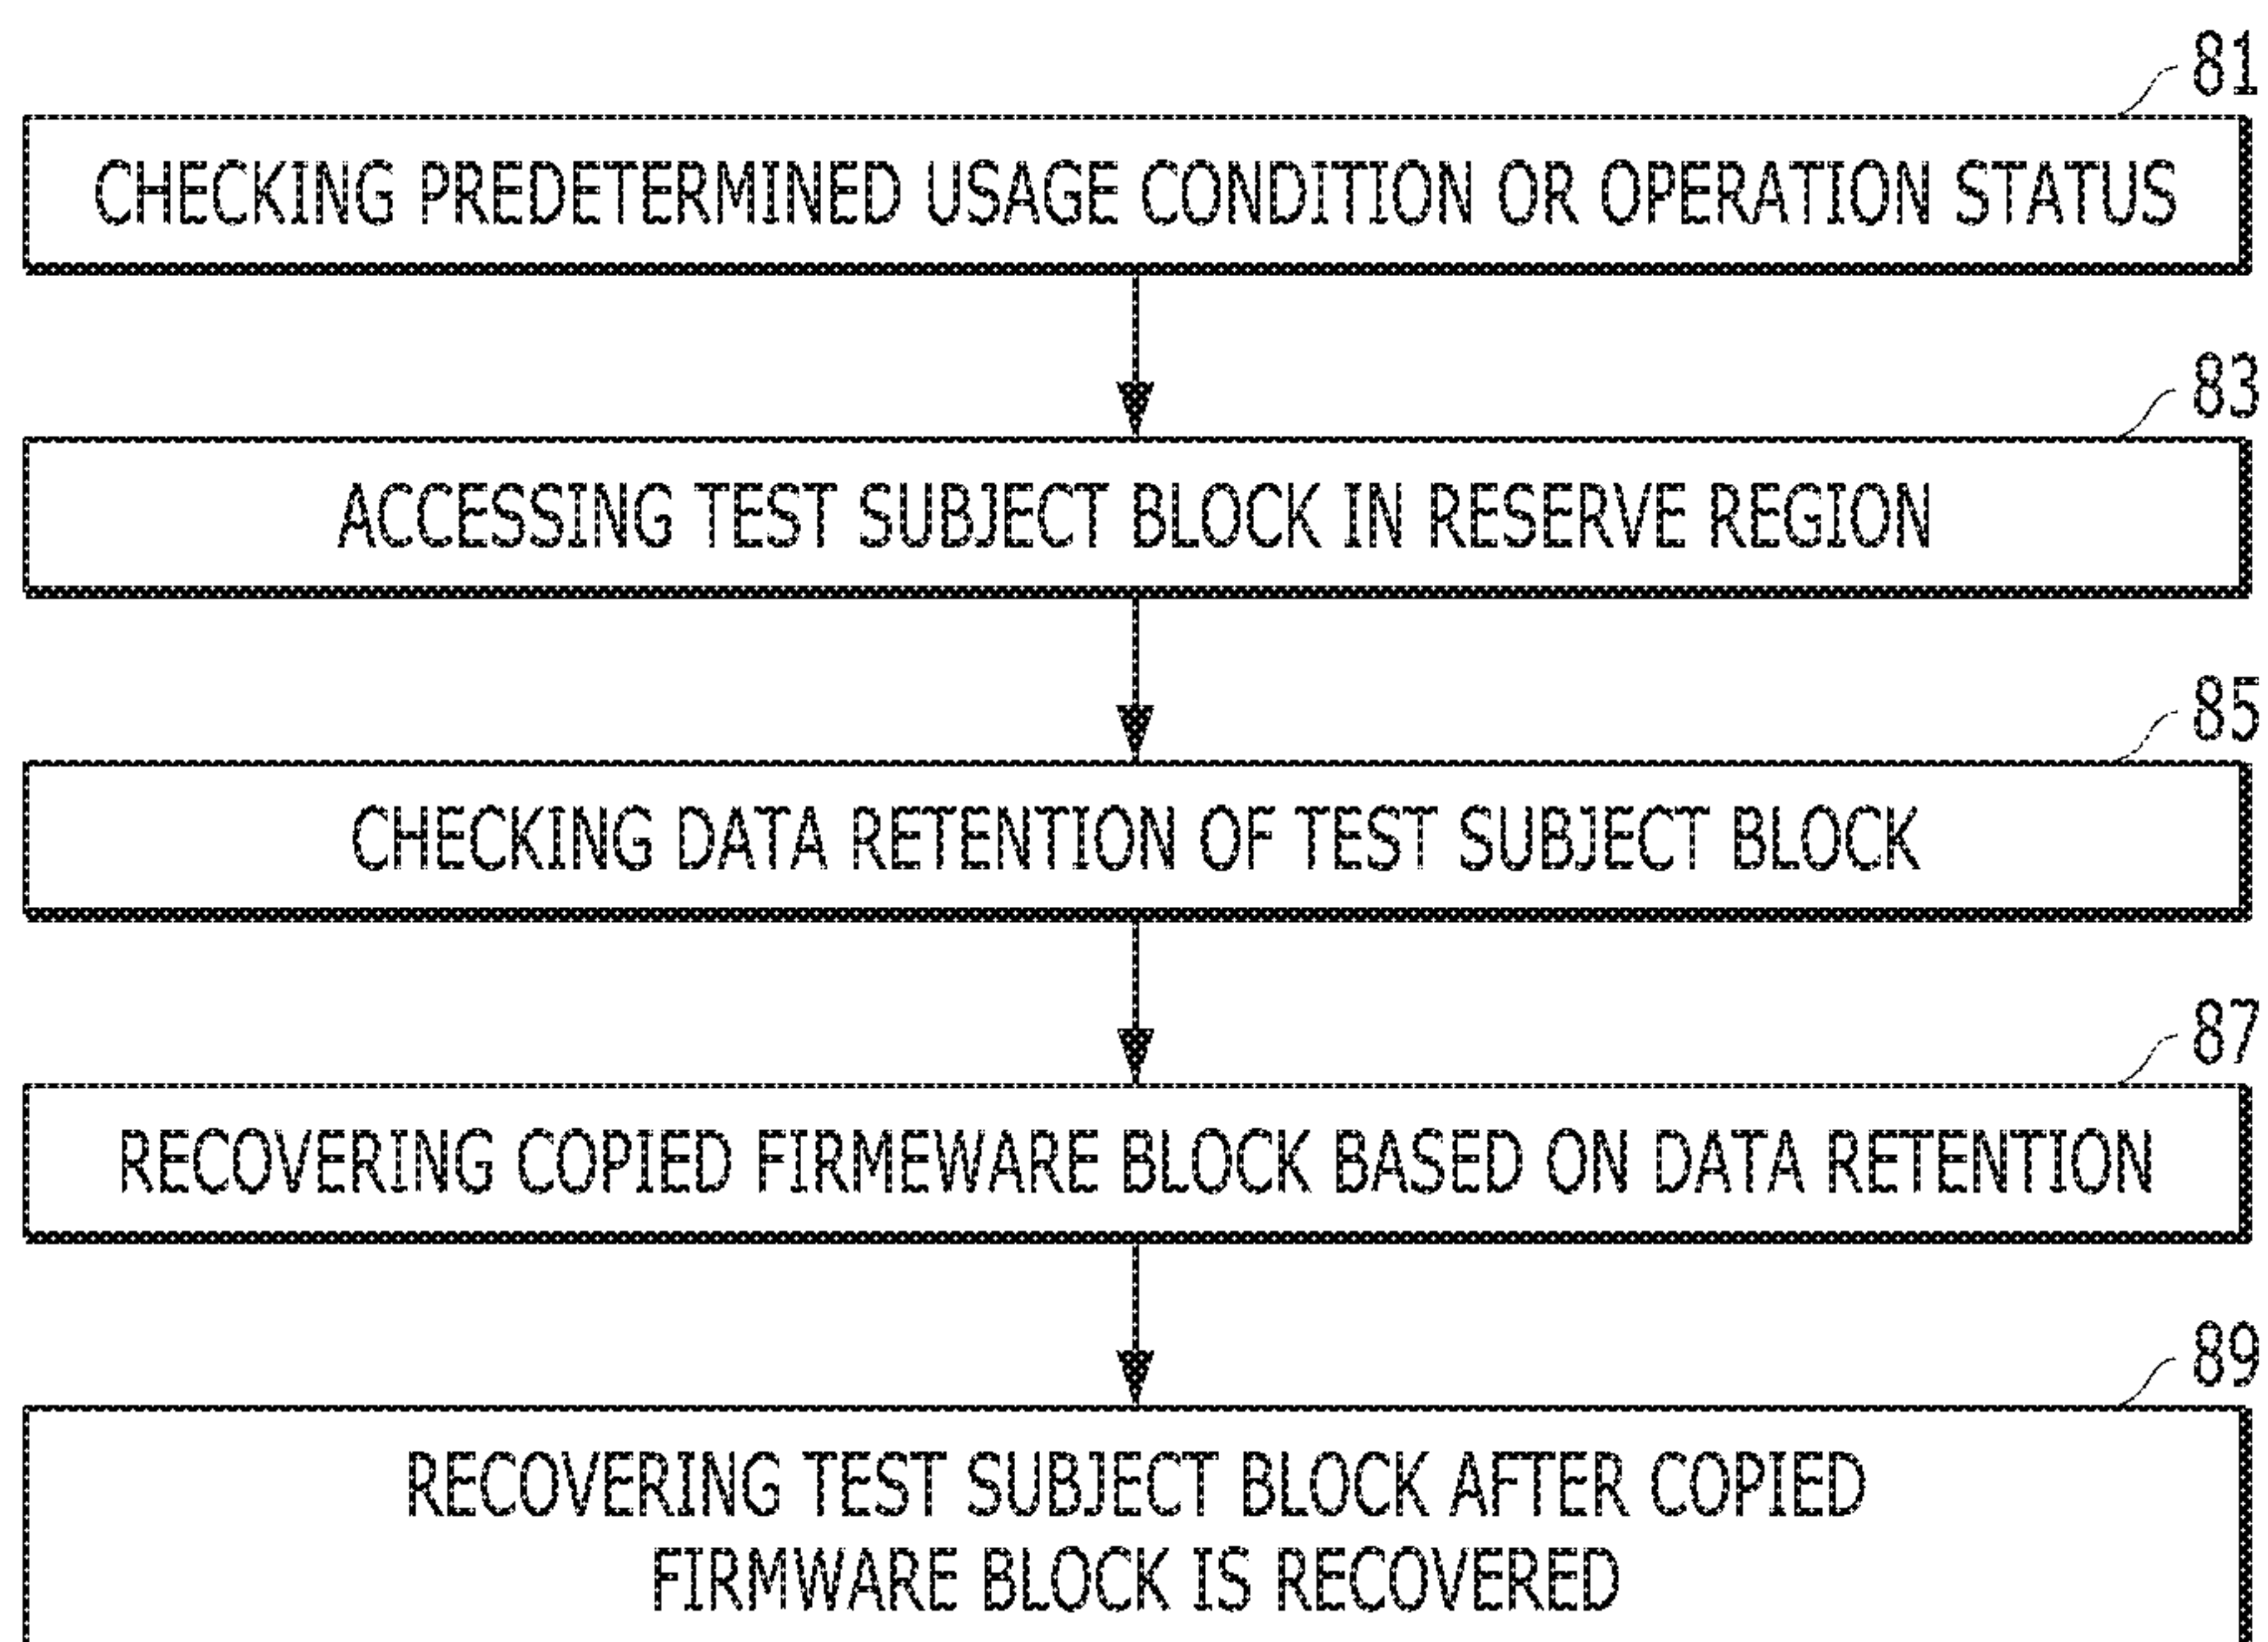 81
CHECKING PREDETERMINED USAGE CONDITION OR OPERATION STATUS
83
ACCESSING TEST SUBJECT BLOCK IN RESERVE REGION
85
CHECKING DATA RETENTION OF TEST SUBJECT BLOCK
87
RECOVERING COPIED FIRMEWARE BLOCK BASED ON DATA RETENTION
89
RECOVERING TEST SUBJECT BLOCK AFTER COPIED
FIRMWARE BLOCK IS RECOVERED